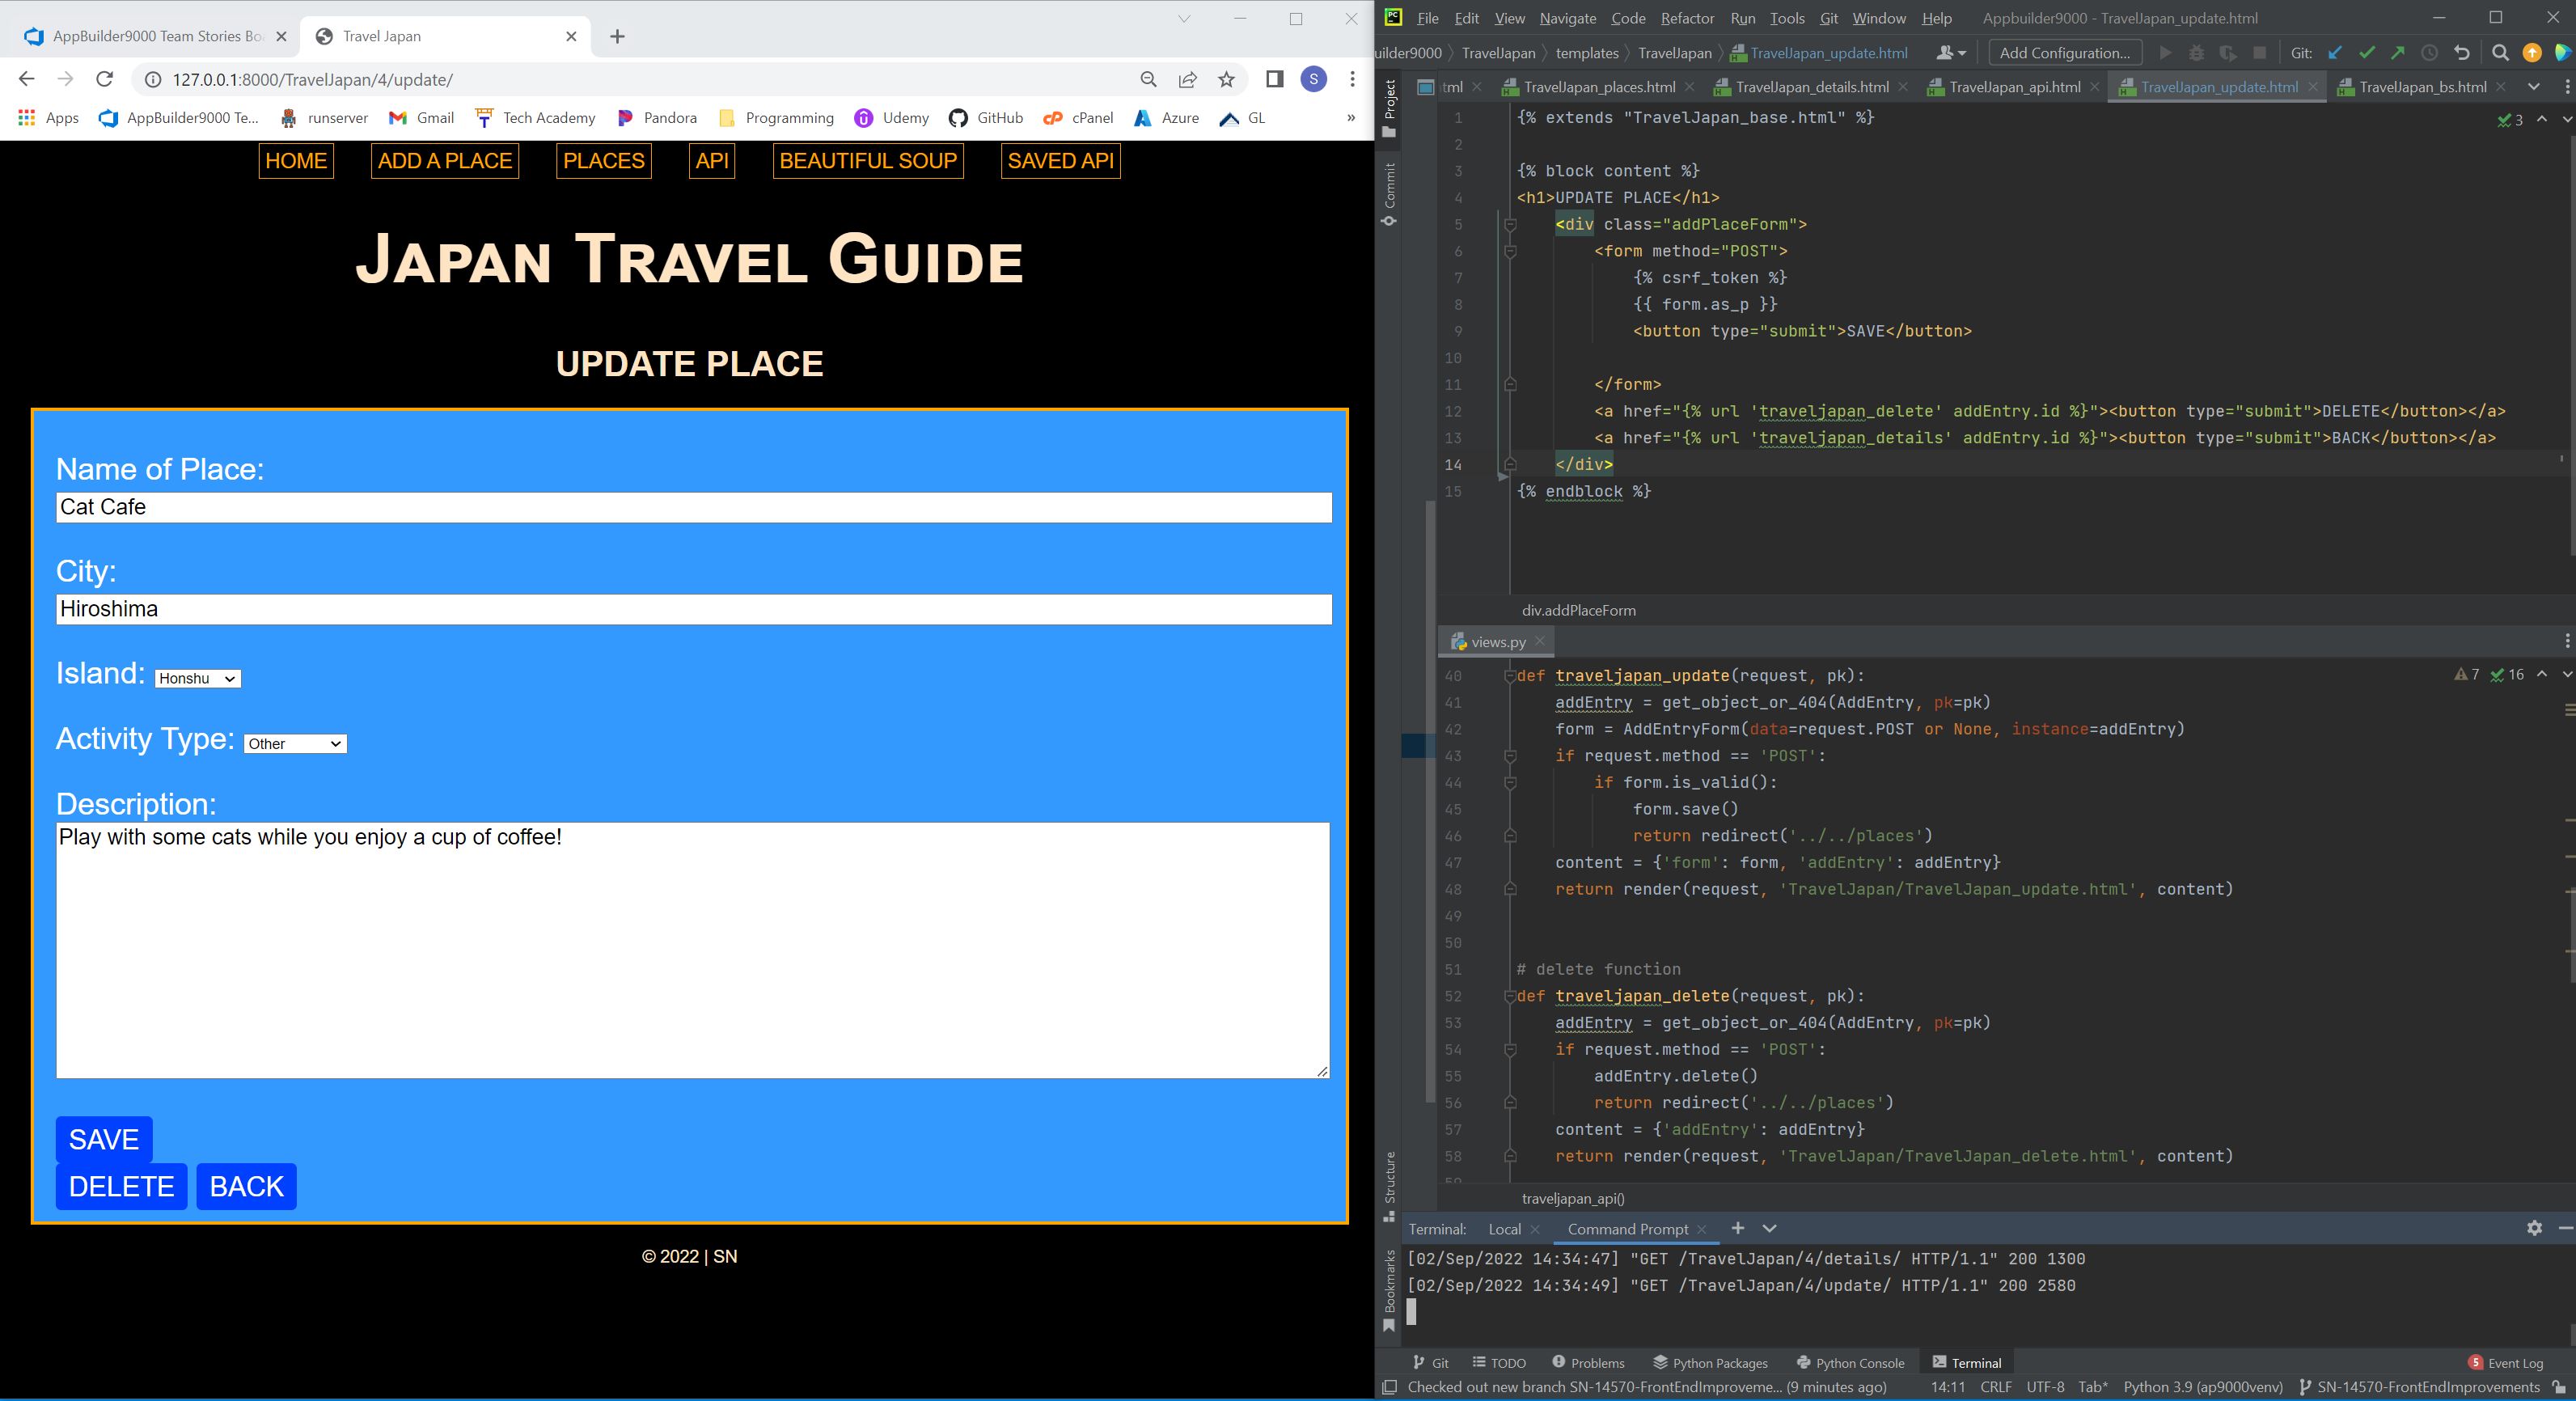 AppBuilder9000 Team Stories Bo
Travel Japan
127.0.0.1:8000/TravelJapan/4/update/
S
Apps
AppBuilder9000 Te...
runserver
Gmail
Tech Academy
Pandora
Programming
Udemy
GitHub
cPanel
Azure
GL
»
HOME
ADD A PLACE
PLACES
API
BEAUTIFUL SOUP
SAVED API
JAPAN TRAVEL GUIDE
UPDATE PLACE
Name of Place:
Cat Cafe
City:
Hiroshima
Island: Honshu
Activity Type: Other
Description:
Play with some cats while you enjoy a cup of coffee!
SAVE
DELETE BACK
© 2022 | SN
PC File Edit View Navigate Code Refactor Run Tools Git Window Help Appbuilder9000 - TravelJapan_update.html
uilder9000 TravelJapan templates TravelJapan TravelJapan_update.html Add Configuration... Git:
tml TravelJapan_places.html TravelJapan_details.html TravelJapan_api.html TravelJapan_update.html TravelJapan_bs.html
Project
Commit
Structure
Bookmarks
3
1 {% extends "TravelJapan_base.html" %}
2
3 {% block content %}
4 <h1>UPDATE PLACE</h1>
5 <div class="addPlaceForm">
6 <form method="POST">
7 {% csrf_token %}
8 {{ form.as_p }}
9 <button type="submit">SAVE</button>
10
11 </form>
12 <a href="{% url 'traveljapan_delete' addEntry.id %}"><button type="submit">DELETE</button></a>
13 <a href="{% url 'traveljapan_details' addEntry.id %}"><button type="submit">BACK</button></a>
14 </div>
15 {% endblock %}
div.addPlaceForm
views.py
7 16
40 def traveljapan_update(request, pk):
41 addEntry = get_object_or_404(AddEntry, pk=pk)
42 form = AddEntryForm(data=request.POST or None, instance=addEntry)
43 if request.method == 'POST':
44 if form.is_valid():
45 form.save()
46 return redirect('../../places')
47 content = {'form': form, 'addEntry': addEntry}
48 return render(request, 'TravelJapan/TravelJapan_update.html', content)
49
50
51 # delete function
52 def traveljapan_delete(request, pk):
53 addEntry = get_object_or_404(AddEntry, pk=pk)
54 if request.method == 'POST':
55 addEntry.delete()
56 return redirect('../../places')
57 content = {'addEntry': addEntry}
58 return render(request, 'TravelJapan/TravelJapan_delete.html', content)
traveljapan_api()
Terminal: Local Command Prompt
[02/Sep/2022 14:34:47] "GET /TravelJapan/4/details/ HTTP/1.1" 200 1300
[02/Sep/2022 14:34:49] "GET /TravelJapan/4/update/ HTTP/1.1" 200 2580
Git TODO Problems Python Packages Python Console Terminal 5 Event Log
Checked out new branch SN-14570-FrontEndImproveme... (9 minutes ago) 14:11 CRLF UTF-8 Tab* Python 3.9 (ap9000venv) SN-14570-FrontEndImprovements